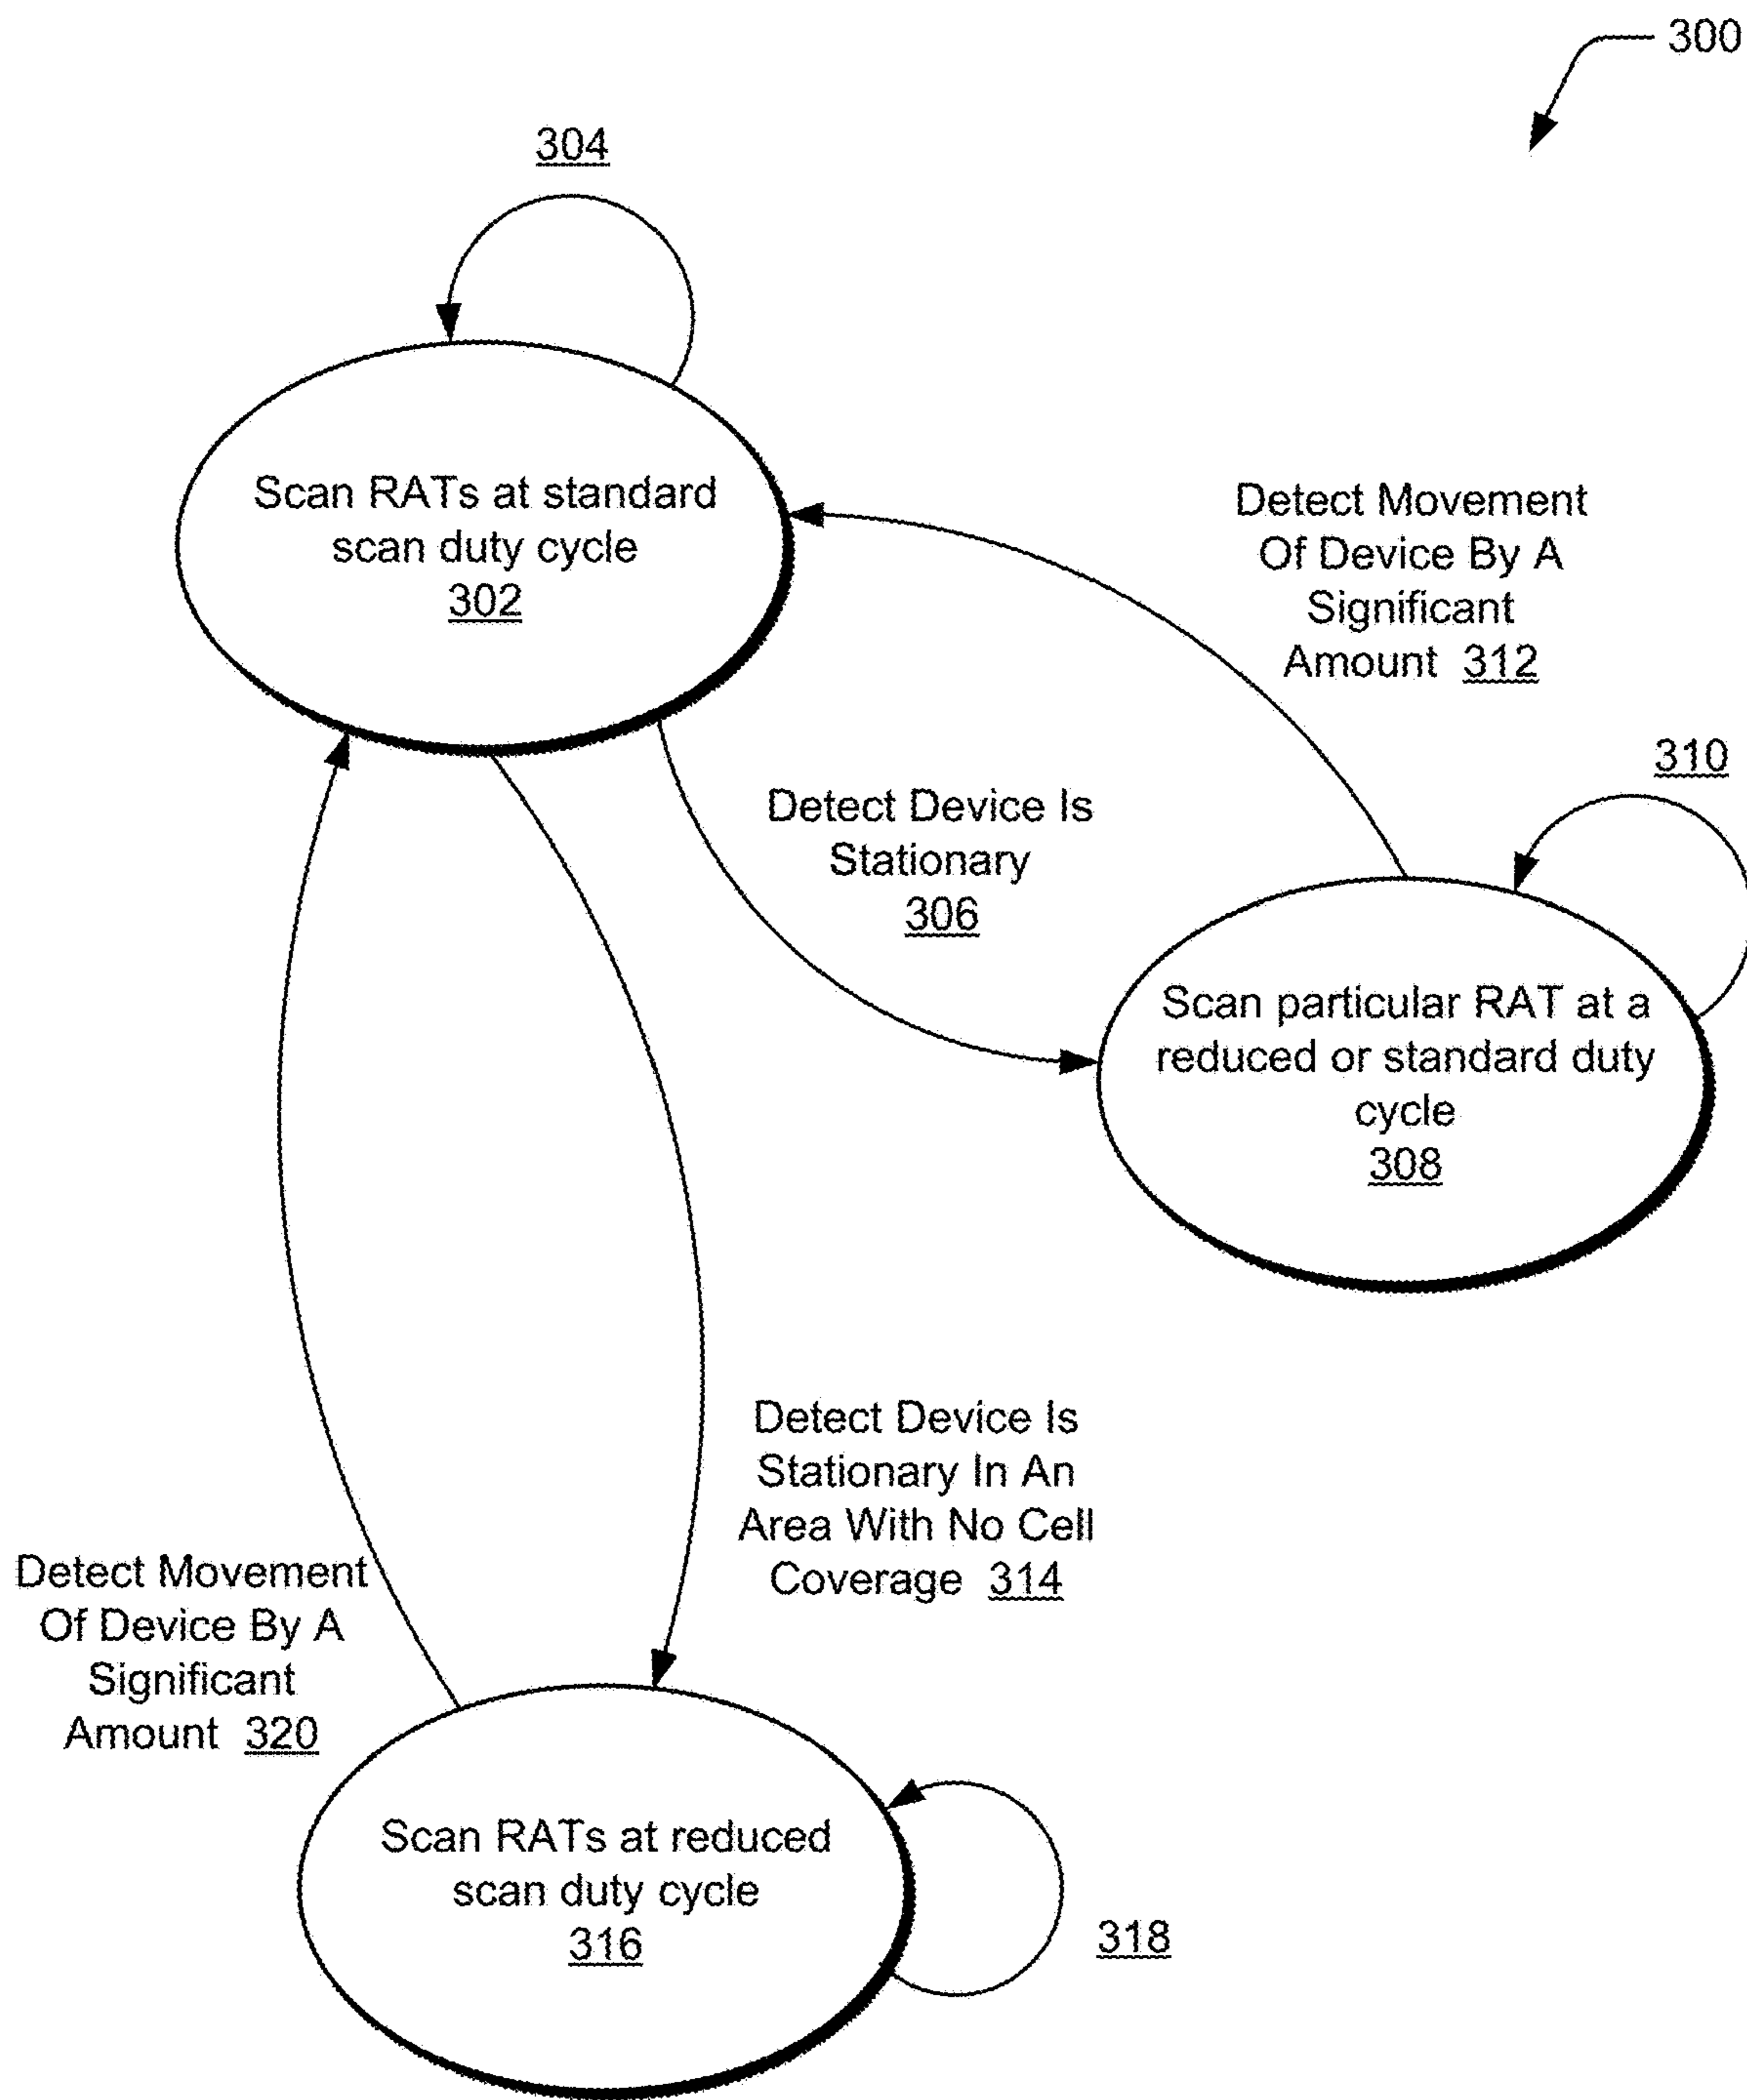 300
304
Scan RATs at standard
scan duty cycle
302
Detect Movement
Of Device By A
Significant
Amount 312
310
Detect Device Is
Stationary
306
Scan particular RAT at a
reduced or standard duty
cycle
308
Detect Device Is
Stationary In An
Area With No Cell
Coverage 314
Detect Movement
Of Device By A
Significant
Amount 320
Scan RATs at reduced
scan duty cycle
316
318